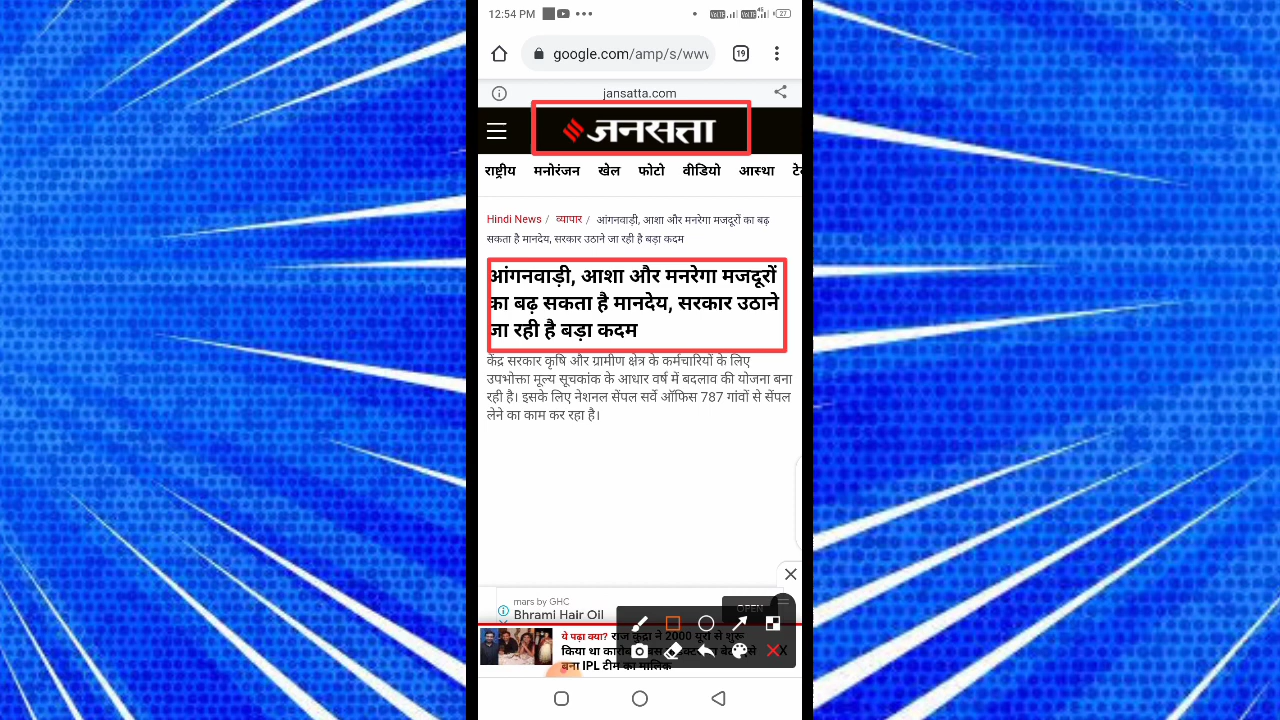 12:54 PM
27
google.com/amp/s/www
19
jansatta.com
जनसत्ता
राष्ट्रीय मनोरंजन खेल फोटो वीडियो आस्था
Hindi News / व्यापार / आंगनवाड़ी, आशा और मनरेगा मजदूरों का बढ़
सकता है मानदेय, सरकार उठाने जा रही है बड़ा कदम
आंगनवाड़ी, आशा और मनरेगा मजदूरों
का बढ़ सकता है मानदेय, सरकार उठाने
जा रही है बड़ा कदम
केंद्र सरकार कृषि और ग्रामीण क्षेत्र के कर्मचारियों के लिए
उपभोक्ता मूल्य सूचकांक के आधार वर्ष में बदलाव की योजना बना
रही है। इसके लिए नेशनल सेंपल सर्वे ऑफिस 787 गांवों से सेंपल
लेने का काम कर रहा है।
mars by GHC
Bhrami Hair Oil
OPEN
ये पढ़ा क्या? राज कुंद्रा ने 2000 यूरो से शुरू
किया था
बना IPL टीम का मालिक